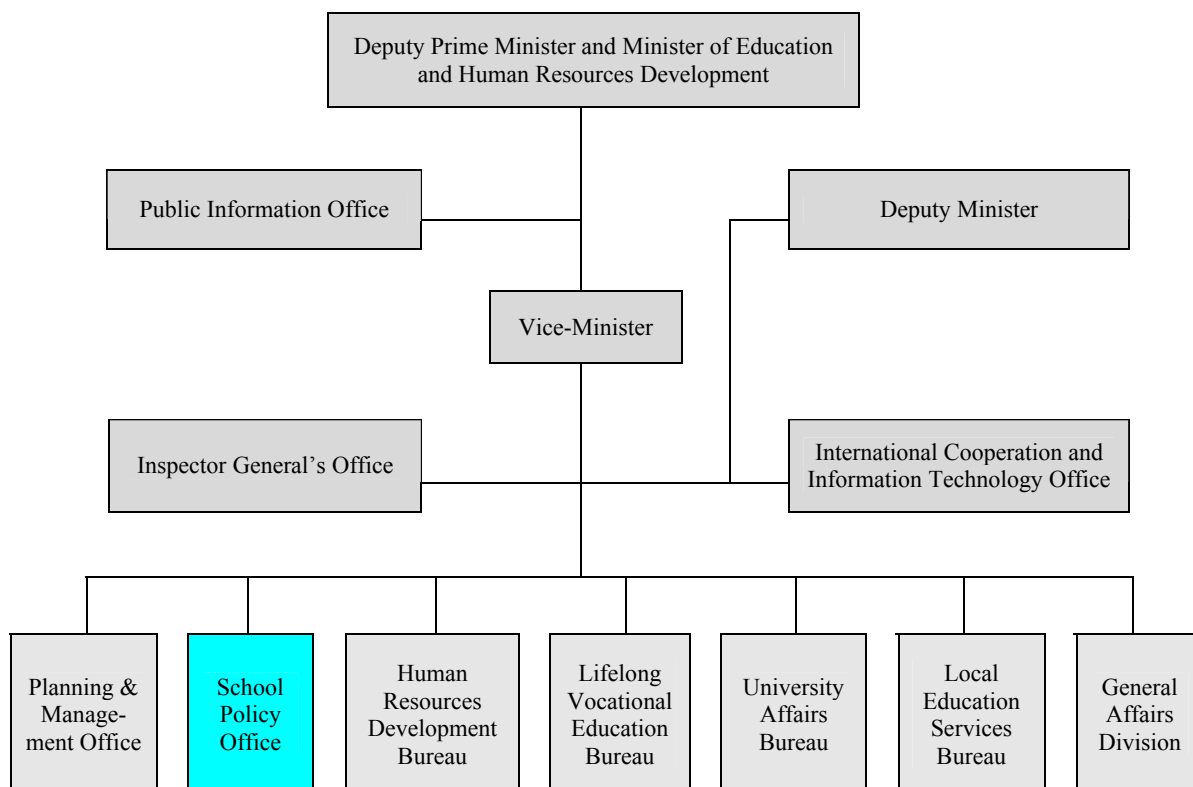 Deputy Prime Minister and Minister of Education
and Human Resources Development
Public Information Office
Deputy Minister
Vice-Minister
Inspector General’s Office
International Cooperation and
Information Technology Office
Planning &
Manage-
ment Office
School
Policy
Office
Human
Resources
Development
Bureau
Lifelong
Vocational
Education
Bureau
University
Affairs
Bureau
Local
Education
Services
Bureau
General
Affairs
Division